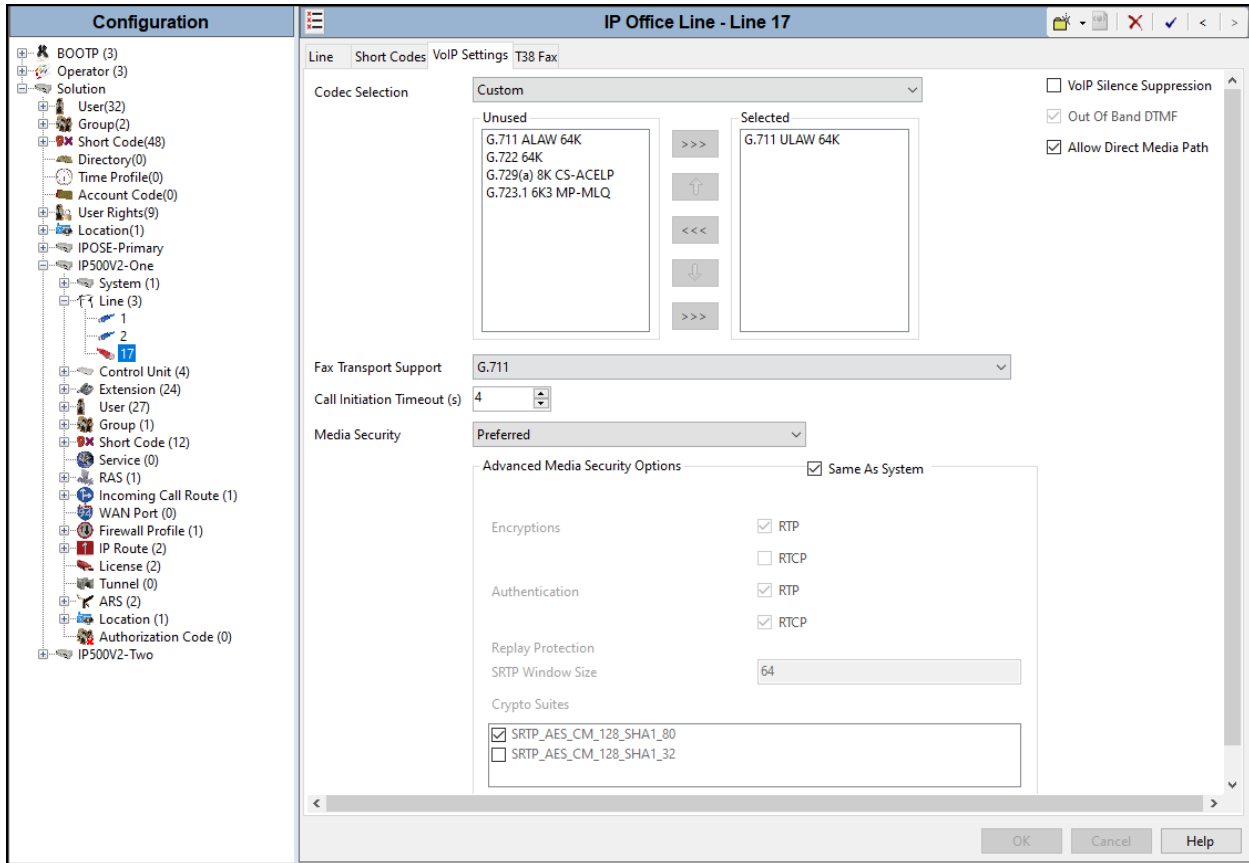 Configuration
BOOTP (3)
Operator (3)
Solution
User(32)
Group(2)
Short Code(48)
Directory(0)
Time Profile(0)
Account Code(0)
User Rights(9)
Location(1)
IPOSE-Primary
IP500V2-One
System (1)
Line (3)
1
2
17
Control Unit (4)
Extension (24)
User (27)
Group (1)
Short Code (12)
Service (0)
RAS (1)
Incoming Call Route (1)
WAN Port (0)
Firewall Profile (1)
IP Route (2)
License (2)
Tunnel (0)
ARS (2)
Location (1)
Authorization Code (0)
IP500V2-Two
IP Office Line - Line 17
Line Short Codes VoIP Settings T38 Fax
Codec Selection Custom
Unused
G.711 ALAW 64K
G.722 64K
G.729(a) 8K CS-ACELP
G.723.1 6K3 MP-MLQ
>>>
<<<
>>>
Selected
G.711 ULAW 64K
VoIP Silence Suppression
Out Of Band DTMF
Allow Direct Media Path
Fax Transport Support G.711
Call Initiation Timeout (s) 4
Media Security Preferred
Advanced Media Security Options Same As System
Encryptions RTP
RTCP
Authentication RTP
RTCP
Replay Protection
SRTP Window Size 64
Crypto Suites
SRTP_AES_CM_128_SHA1_80
SRTP_AES_CM_128_SHA1_32
OK Cancel Help